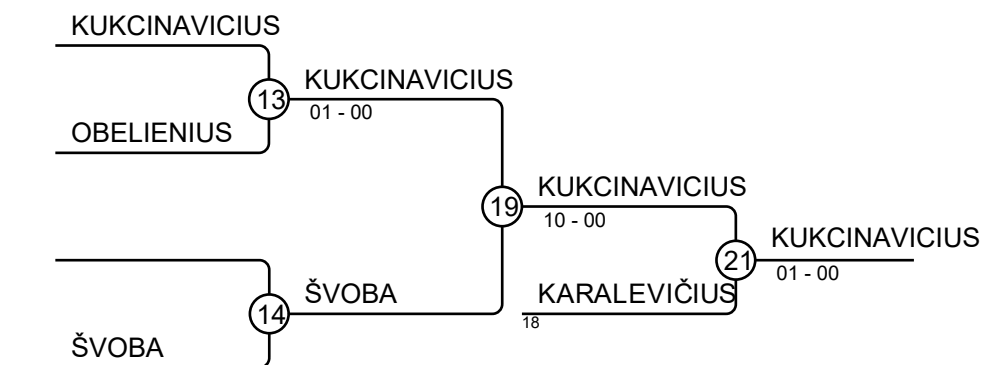 KUKCINAVICIUS
13
KUKCINAVICIUS
01 - 00
OBELIENIUS
19
KUKCINAVICIUS
10 - 00
21
KUKCINAVICIUS
01 - 00
14
ŠVOBA
KARALEVIČIUS
18
ŠVOBA